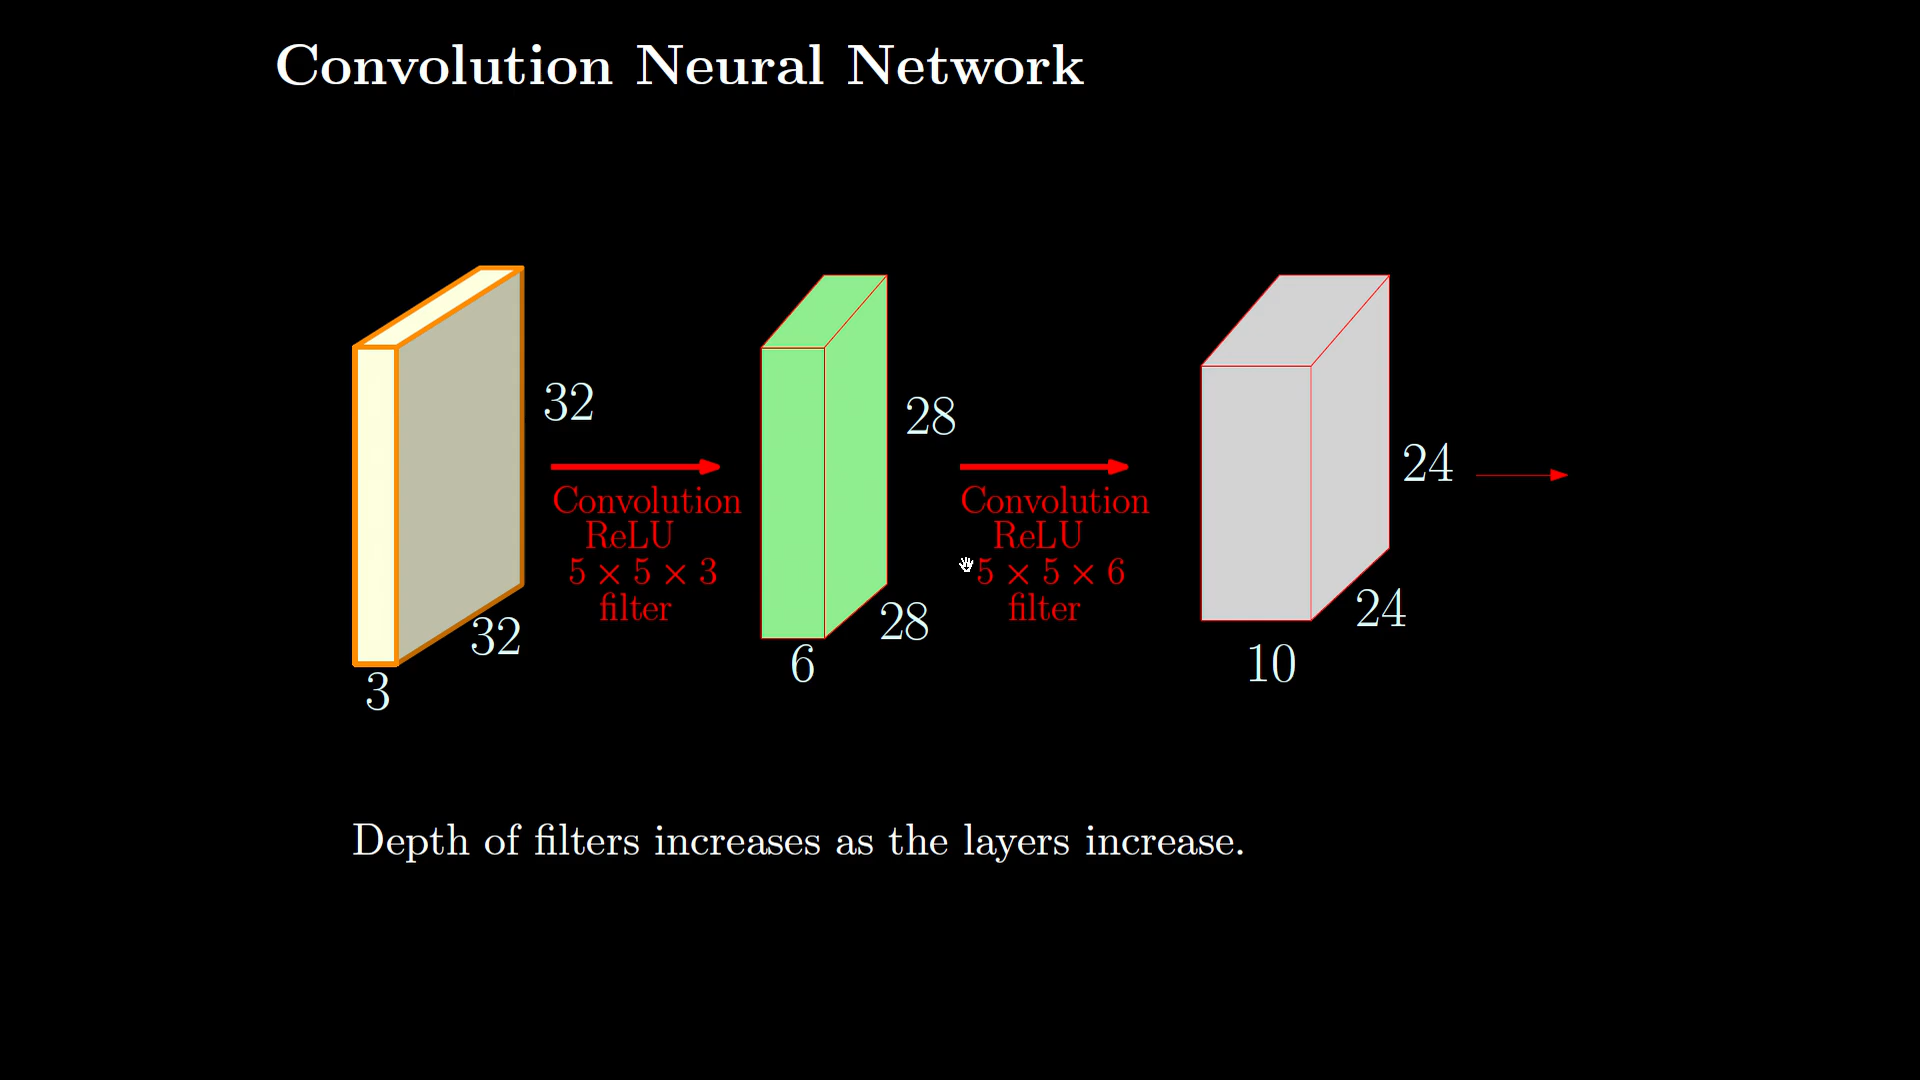 Convolution Neural Network
32
32
3
Convolution
ReLU
5 × 5 × 3
filter
28
28
6
Convolution
ReLU
5 × 5 × 6
filter
24
24
10
Depth of filters increases as the layers increase.